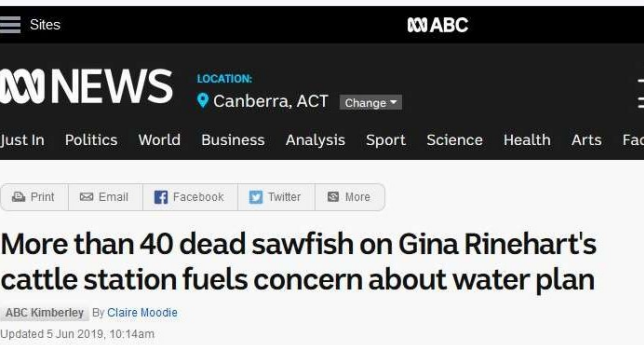 Sites
ABC
NEWS
LOCATION:
Canberra, ACT Change
Just In Politics World Business Analysis Sport Science Health Arts Fac
Print Email Facebook Twitter More
More than 40 dead sawfish on Gina Rinehart's
cattle station fuels concern about water plan
ABC Kimberley By Claire Moodie
Updated 5 Jun 2019, 10:14am